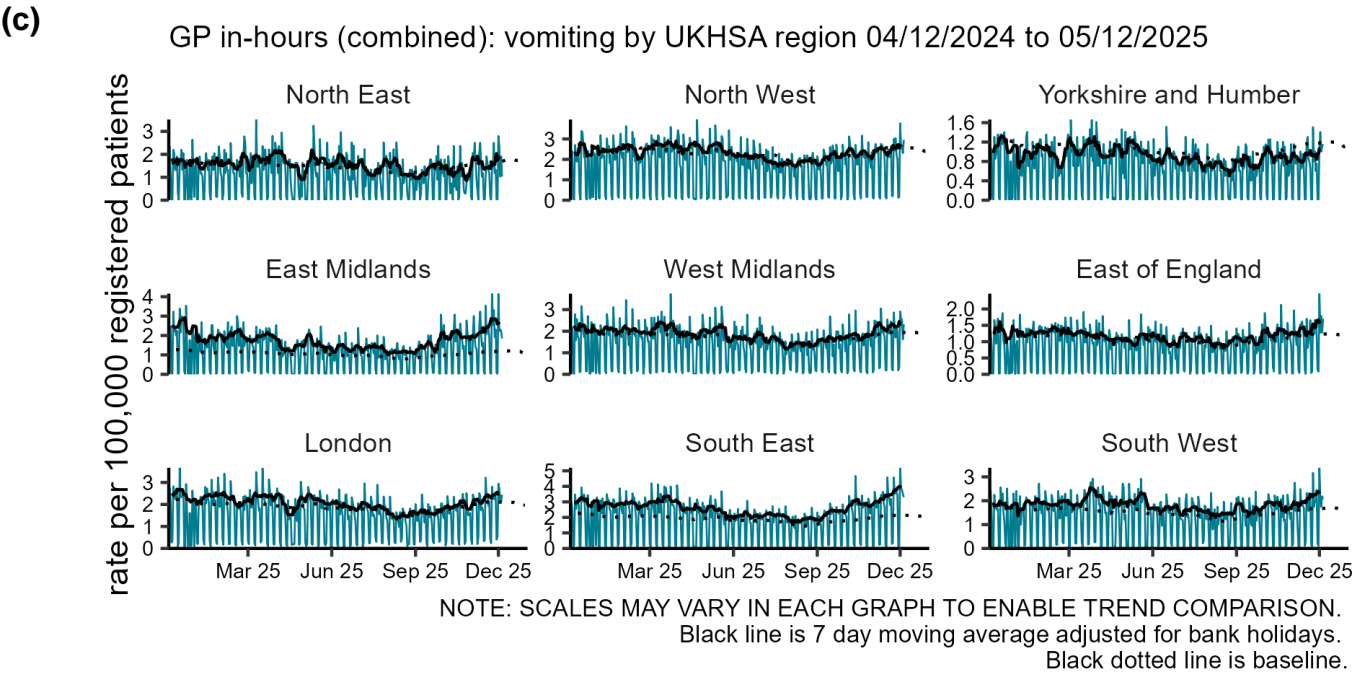 (c)
GP in-hours (combined): vomiting by UKHSA region 04/12/2024 to 05/12/2025
rate per 100,000 registered patients
North East
3
2
1
0
North West
3
2
1
0
Yorkshire and Humber
1.6
1.2
0.8
0.4
0.0
East Midlands
4
3
2
1
0
West Midlands
3
2
1
0
East of England
2.0
1.5
1.0
0.5
0.0
London
3
2
1
0
Mar 25 Jun 25 Sep 25 Dec 25
South East
5
4
3
2
1
0
Mar 25 Jun 25 Sep 25 Dec 25
South West
3
2
1
0
Mar 25 Jun 25 Sep 25 Dec 25
NOTE: SCALES MAY VARY IN EACH GRAPH TO ENABLE TREND COMPARISON.
Black line is 7 day moving average adjusted for bank holidays.
Black dotted line is baseline.